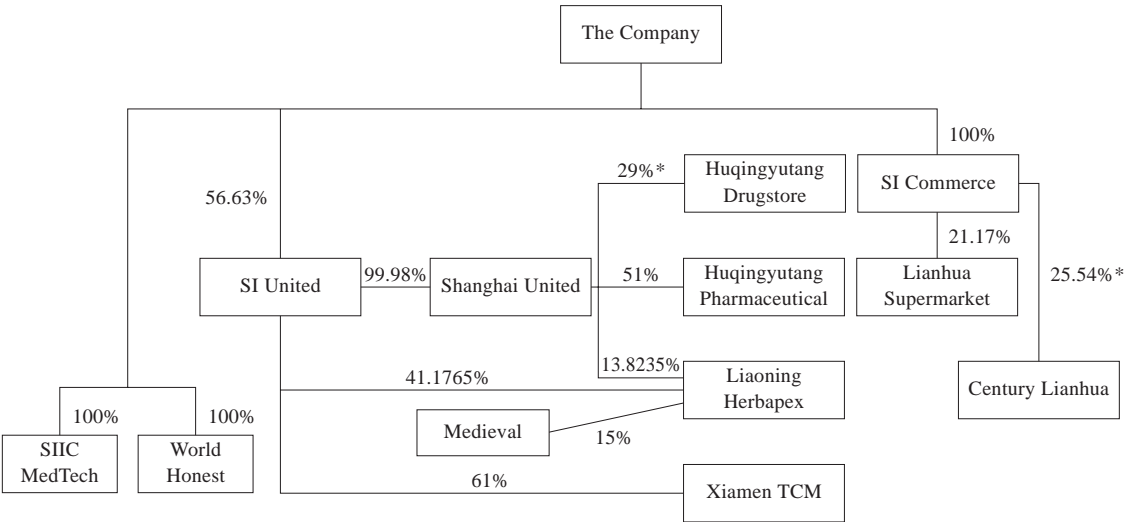 The Company
100%
29%*
Huqingyutang
Drugstore
SI Commerce
56.63%
21.17%
SI United
99.98%
Shanghai United
51%
Huqingyutang
Pharmaceutical
Lianhua
Supermarket
25.54%*
13.8235%
41.1765%
Liaoning
Herbapex
Century Lianhua
100%
100%
Medieval
15%
SIIC
MedTech
World
Honest
61%
Xiamen TCM